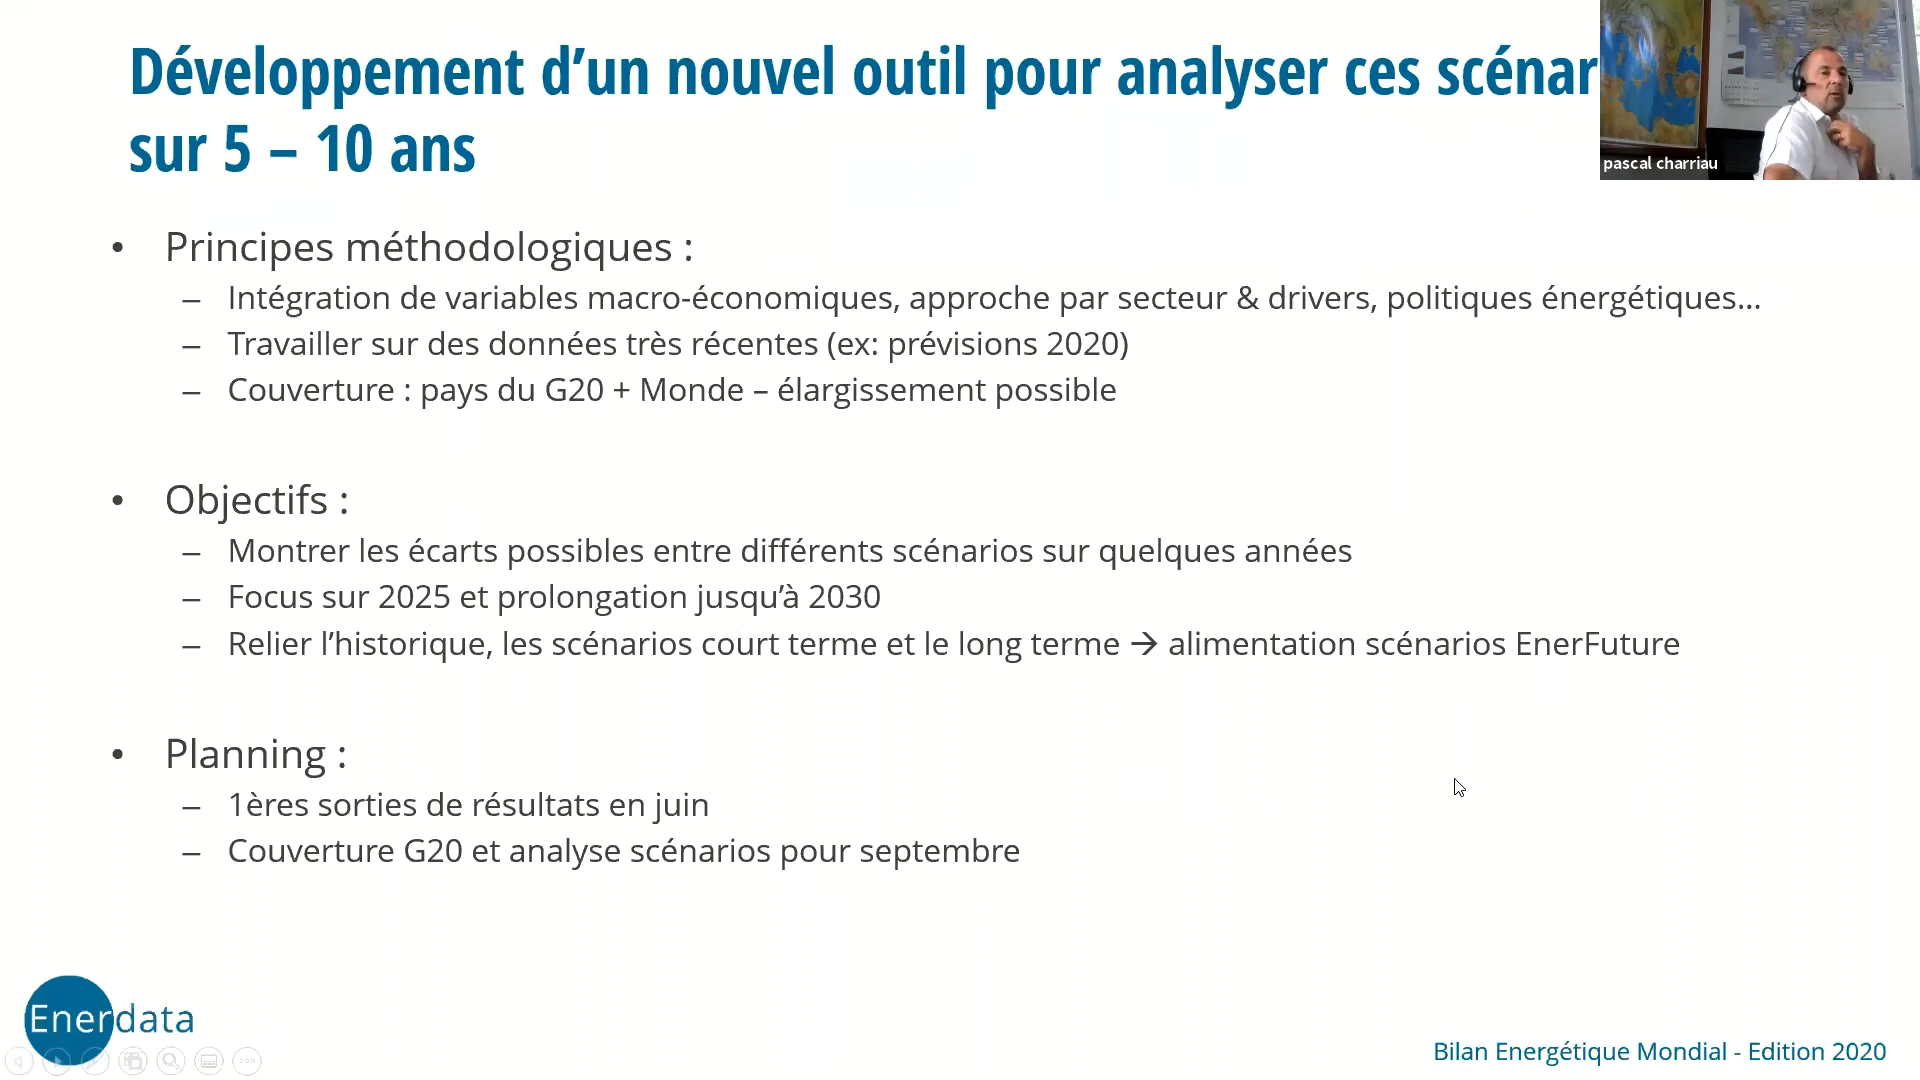 Développement d’un nouvel outil pour analyser ces scénar
sur 5 – 10 ans
pascal charriau
• Principes méthodologiques :
– Intégration de variables macro-économiques, approche par secteur & drivers, politiques énergétiques…
– Travailler sur des données très récentes (ex: prévisions 2020)
– Couverture : pays du G20 + Monde – élargissement possible
• Objectifs :
– Montrer les écarts possibles entre différents scénarios sur quelques années
– Focus sur 2025 et prolongation jusqu’à 2030
– Relier l’historique, les scénarios court terme et le long terme → alimentation scénarios EnerFuture
• Planning :
– 1ères sorties de résultats en juin
– Couverture G20 et analyse scénarios pour septembre
Enerdata
Bilan Energétique Mondial - Edition 2020